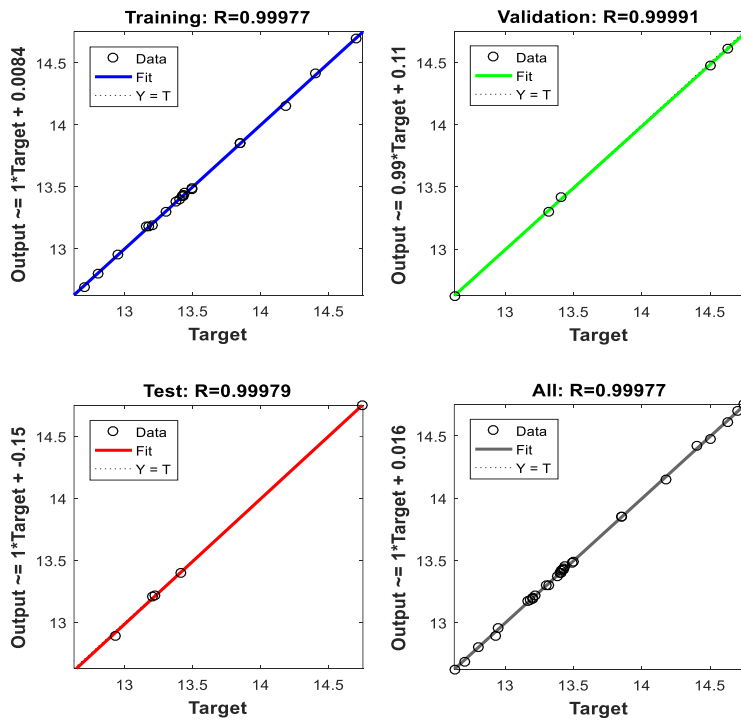 Training: R=0.99977
Output ~= 1*Target + 0.0084
14.5
14
13.5
13
Data
Fit
Y = T
13
13.5
14
14.5
Target
Validation: R=0.99991
Output ~= 0.99*Target + 0.11
14.5
14
13.5
13
Data
Fit
Y = T
13
13.5
14
14.5
Target
Test: R=0.99979
Output ~= 1*Target + -0.15
14.5
14
13.5
13
Data
Fit
Y = T
13
13.5
14
14.5
Target
All: R=0.99977
Output ~= 1*Target + 0.016
14.5
14
13.5
13
Data
Fit
Y = T
13
13.5
14
14.5
Target